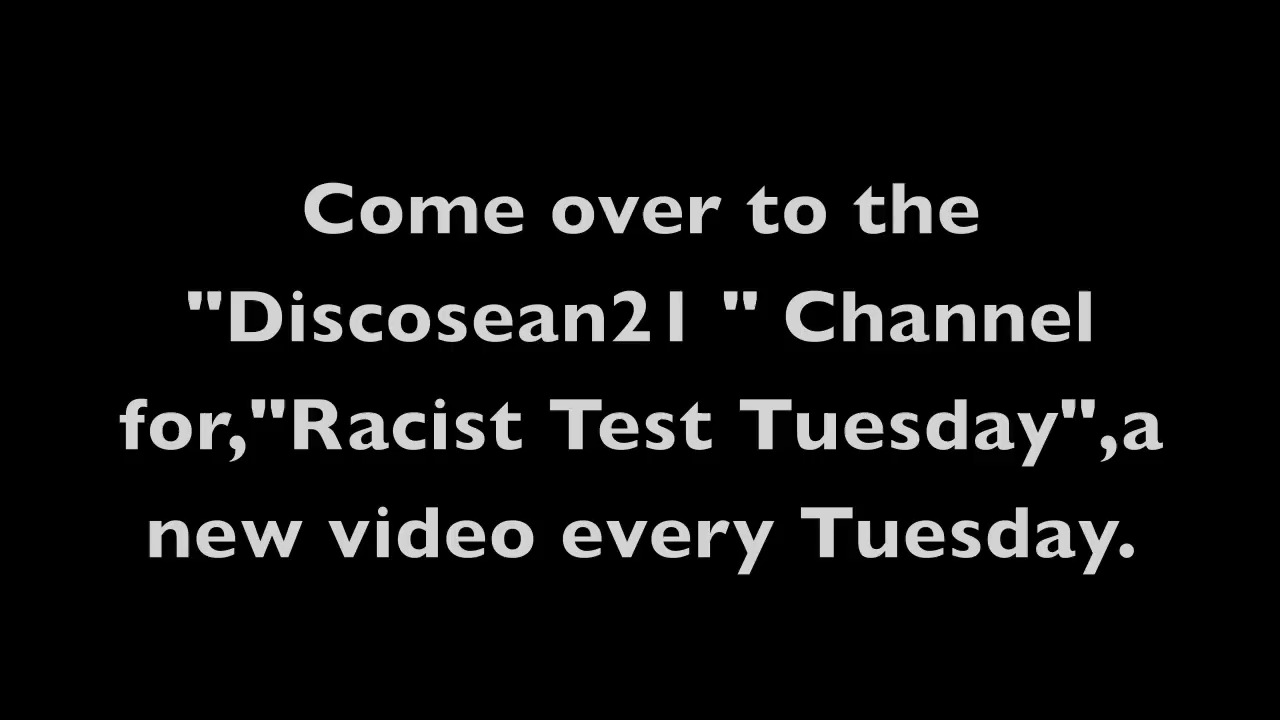 Come over to the
"Discosean21 " Channel
for,"Racist Test Tuesday",a
new video every Tuesday.